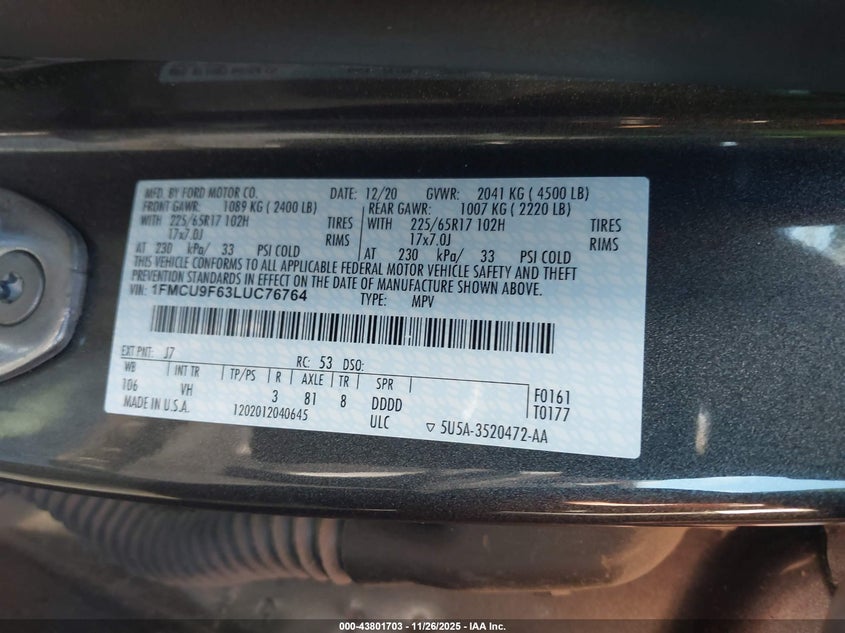 MFD. BY FORD MOTOR CO. DATE: 12/20 GVWR: 2041 KG ( 4500 LB)
FRONT GAWR: 1089 KG ( 2400 LB) REAR GAWR: 1007 KG ( 2220 LB)
WITH 225/65R17 102H TIRES WITH 225/65R17 102H TIRES
17x7.0J RIMS 17x7.0J RIMS
AT 230 kPa/ 33 PSI COLD AT 230 kPa/ 33 PSI COLD
THIS VEHICLE CONFORMS TO ALL APPLICABLE FEDERAL MOTOR VEHICLE SAFETY AND THEFT
PREVENTION STANDARDS IN EFFECT ON THE DATE OF MANUFACTURE SHOWN ABOVE.
VIN: 1FMCU9F63LUC76764 TYPE: MPV
EXT PNT: J7 RC: 53 DSO:
WB INT TR TP/PS R AXLE TR SPR
106 VH 3 81 8 DDDD F0161
MADE IN U.S.A. 1202012040645 ULC T0177
5U5A-3520472-AA
000-43801703 - 11/26/2025 - IAA Inc.